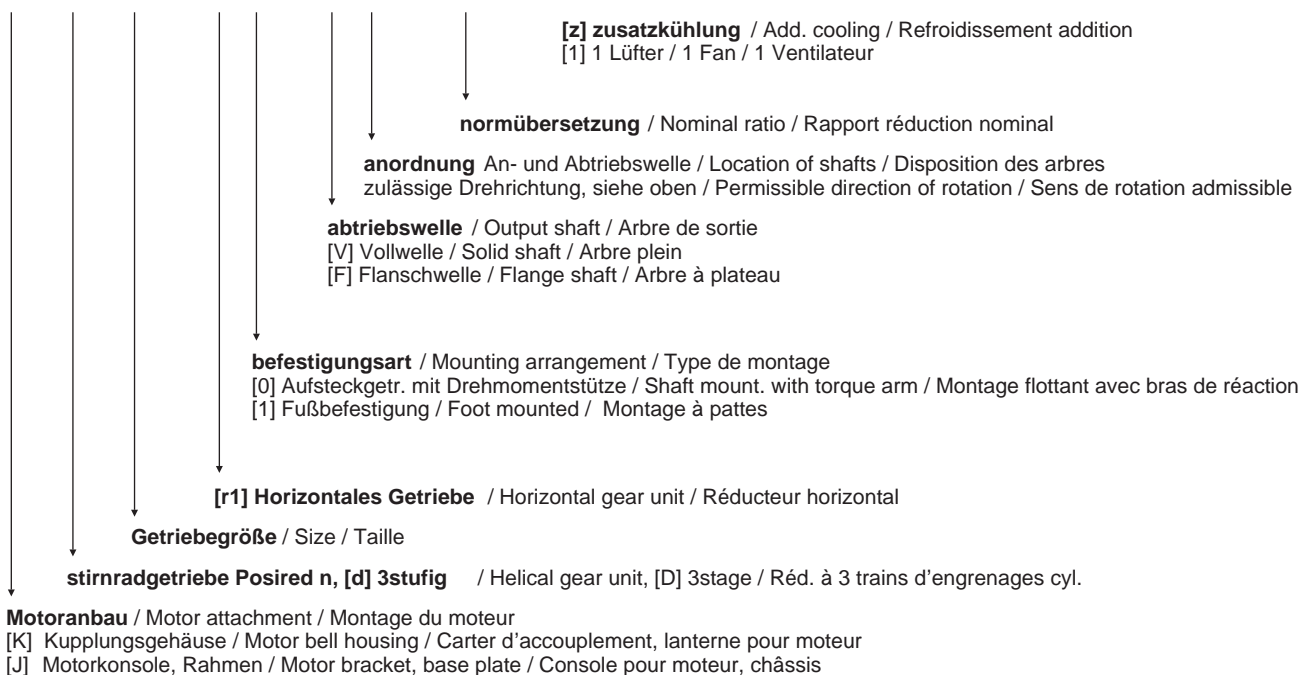 [z] zusatzkühlung / Add. cooling / Refroidissement addition
[1] 1 Lüfter / 1 Fan / 1 Ventilateur
normübersetzung / Nominal ratio / Rapport réduction nominal
anordnung An- und Abtriebswelle / Location of shafts / Disposition des arbres
zulässige Drehrichtung, siehe oben / Permissible direction of rotation / Sens de rotation admissible
abtriebswelle / Output shaft / Arbre de sortie
[V] Vollwelle / Solid shaft / Arbre plein
[F] Flanschwelle / Flange shaft / Arbre à plateau
befestigungsart / Mounting arrangement / Type de montage
[0] Aufsteckgetr. mit Drehmomentstütze / Shaft mount. with torque arm / Montage flottant avec bras de réaction
[1] Fußbefestigung / Foot mounted / Montage à pattes
[r1] Horizontales Getriebe / Horizontal gear unit / Réducteur horizontal
Getriebegröße / Size / Taille
stirnradgetriebe Posired n, [d] 3stufig / Helical gear unit, [D] 3stage / Réd. à 3 trains d'engrenages cyl.
Motoranbau / Motor attachment / Montage du moteur
[K] Kupplungsgehäuse / Motor bell housing / Carter d'accouplement, lanterne pour moteur
[J] Motorkonsole, Rahmen / Motor bracket, base plate / Console pour moteur, châssis